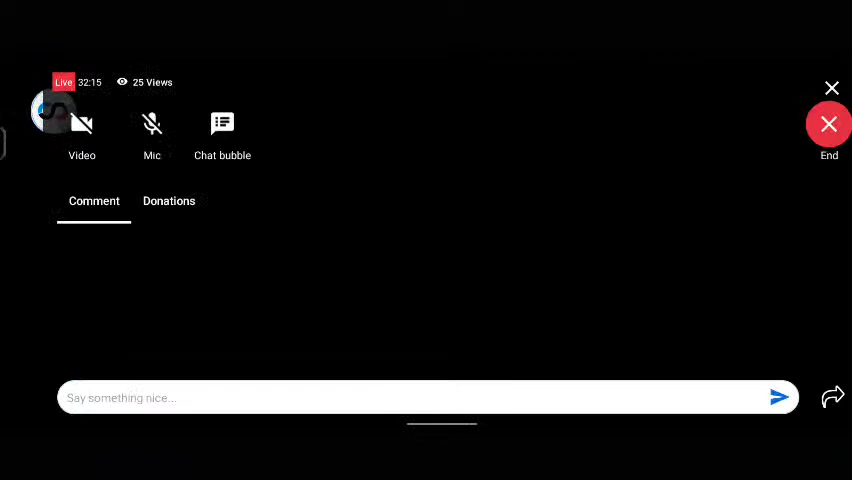 Live 32:15 25 Views
Video Mic Chat bubble End
Comment Donations
Say something nice...